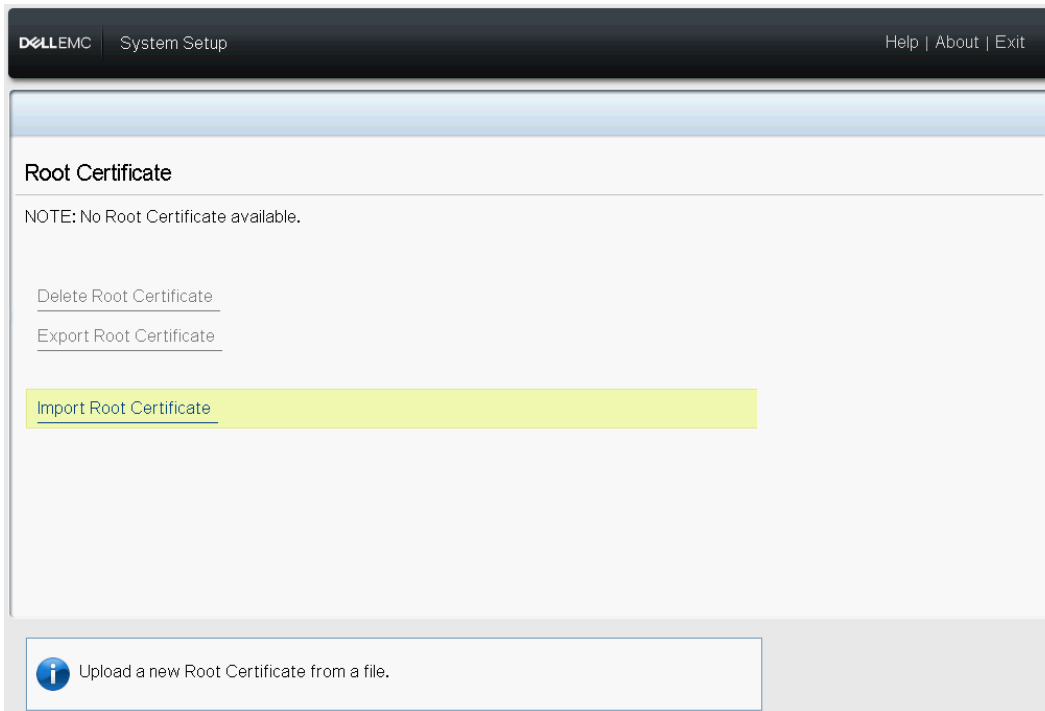 DELLEMC System Setup Help | About | Exit
Root Certificate
NOTE: No Root Certificate available.
Delete Root Certificate
Export Root Certificate
Import Root Certificate
Upload a new Root Certificate from a file.